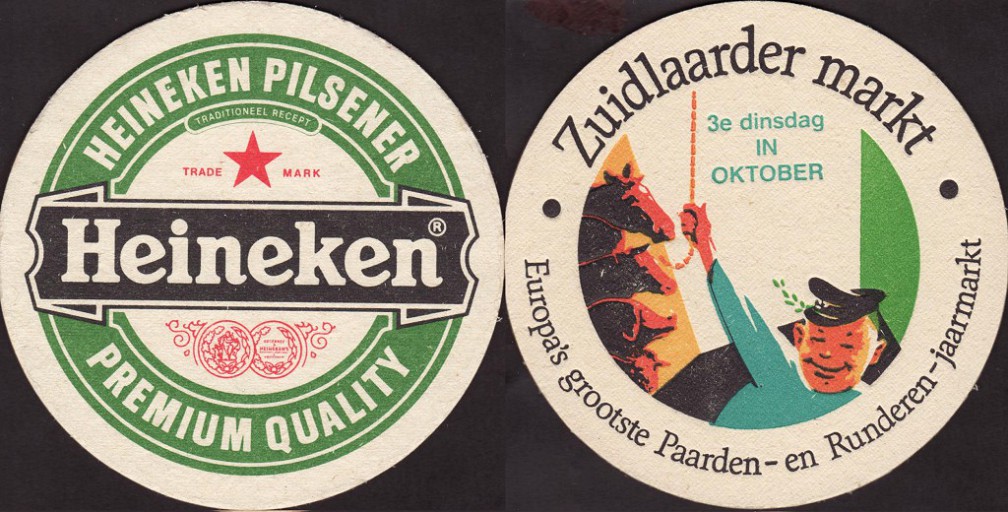 HEINEKEN PILSENER
TRADITIONEEL RECEPT
TRADE MARK
Heineken®
PREMIUM QUALITY
Zuidlaarder markt
3e dinsdag
IN
OKTOBER
Europa's grootste Paarden-en Runderen-jaarmarkt